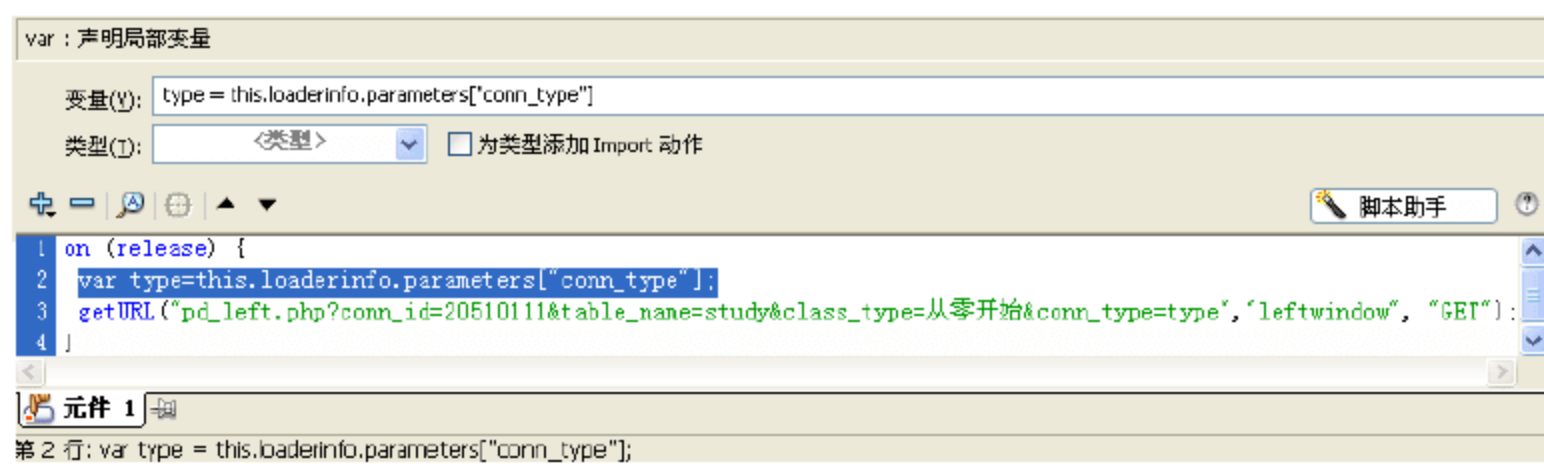 var : 声明局部变量
变量(V): type = this.loaderinfo.parameters["conn_type"]
类型(T): <类型> 为类型添加 Import 动作
脚本助手
1 on (release) {
2 var type=this.loaderinfo.parameters["conn_type"];
3 getURL("pd_left.php?conn_id=20510111&table_name=study&class_type=从零开始&conn_type=type","leftwindow", "GET");
4 }
元件 1
第 2 行: var type = this.loaderinfo.parameters["conn_type"];